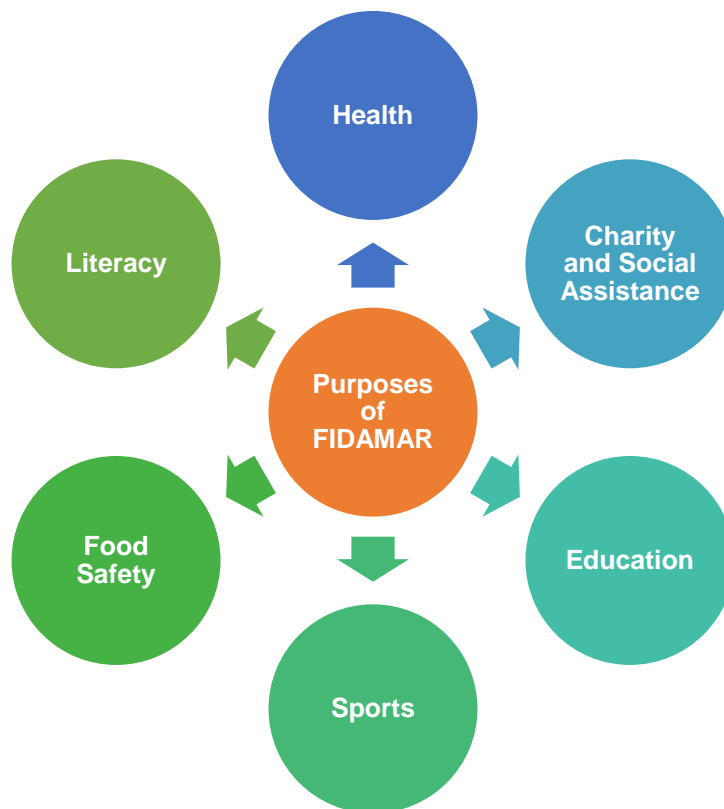 Health
Charity
and Social
Assistance
Literacy
Purposes
of
FIDAMAR
Food
Safety
Education
Sports